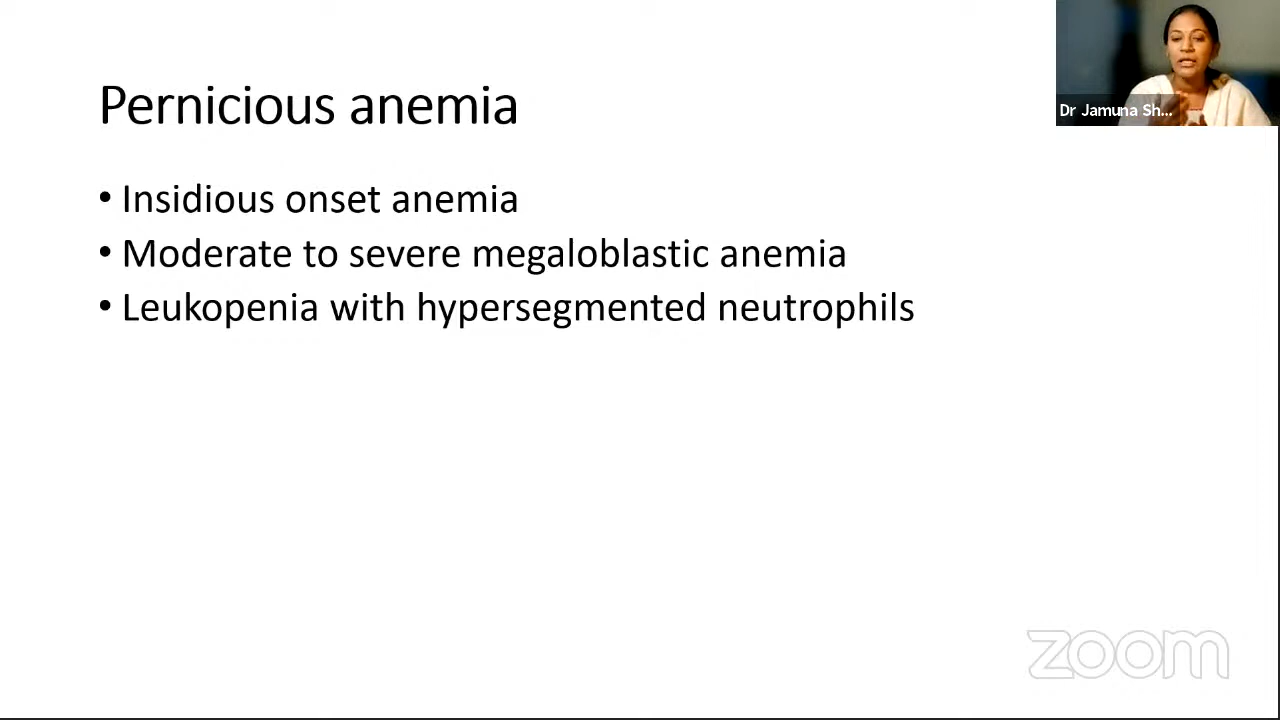 Pernicious anemia
Dr Jamuna Sh...
• Insidious onset anemia
• Moderate to severe megaloblastic anemia
• Leukopenia with hypersegmented neutrophils
zoom